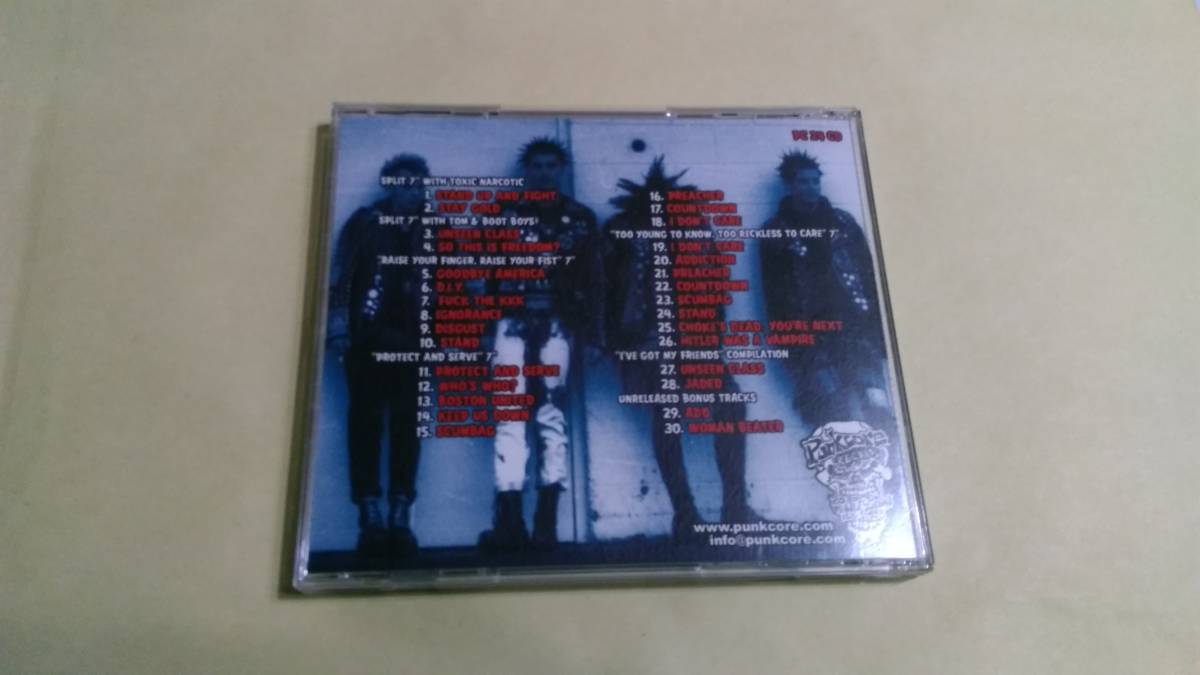 PC 24 CD
SPLIT 7" WITH TOXIC NARCOTIC
1. STAND UP AND FIGHT
2. STAY GOLD
SPLIT 7" WITH TOM & BOOT BOYS
3. UNSEEN CLASS
4. SO THIS IS FREEDOM?
"RAISE YOUR FINGER, RAISE YOUR FIST" 7"
5. GOODBYE AMERICA
6. D.I.Y.
7. FUCK THE KKK
8. IGNORANCE
9. DISGUST
10. STAND
"PROTECT AND SERVE" 7"
11. PROTECT AND SERVE
12. WHO'S WHO?
13. BOSTON UNITED
14. KEEP US DOWN
15. SCUMBAG
16. PREACHER
17. COUNTDOWN
18. I DON'T CARE
"TOO YOUNG TO KNOW, TOO RECKLESS TO CARE" 7"
19. I DON'T CARE
20. ADDICTION
21. PREACHER
22. COUNTDOWN
23. SCUMBAG
24. STAND
25. CHOKE'S DEAD, YOU'RE NEXT
26. HITLER WAS A VAMPIRE
"I'VE GOT MY FRIENDS" COMPILATION
27. UNSEEN CLASS
28. JADED
UNRELEASED BONUS TRACKS
29. ADD
30. WOMAN BEATER
PUNKCORE
RECORDS
www.punkcore.com
info@punkcore.com